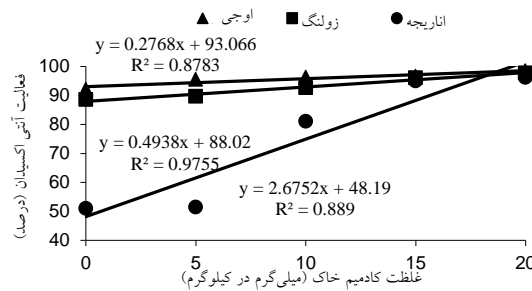 اوجی زولنگ اناریجه
y = 0.2768x + 93.066
R² = 0.8783
y = 0.4938x + 88.02
R² = 0.9755
y = 2.6752x + 48.19
R² = 0.889
فعالیت آنتی اکسیدان (درصد)
100
90
80
70
60
50
40
0 5 10 15 20
غلظت کادمیم خاک (میلی‌گرم در کیلوگرم)